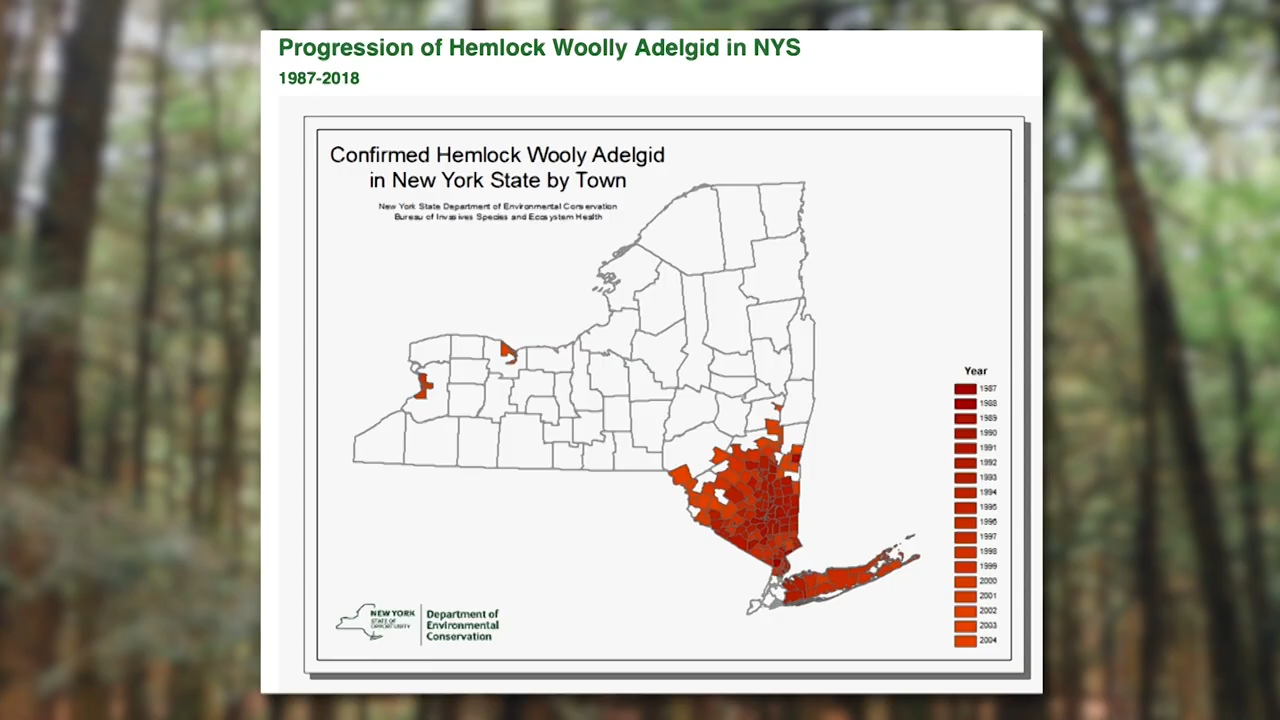 Progression of Hemlock Woolly Adelgid in NYS
1987-2018
Confirmed Hemlock Wooly Adelgid
in New York State by Town
New York State Department of Environmental Conservation
Bureau of Invasives Species and Ecosystem Health
Year
1987
1988
1989
1990
1991
1992
1993
1994
1995
1996
1997
1998
1999
2000
2001
2002
2003
2004
NEW YORK
STATE OF
OPPORTUNITY
Department of
Environmental
Conservation